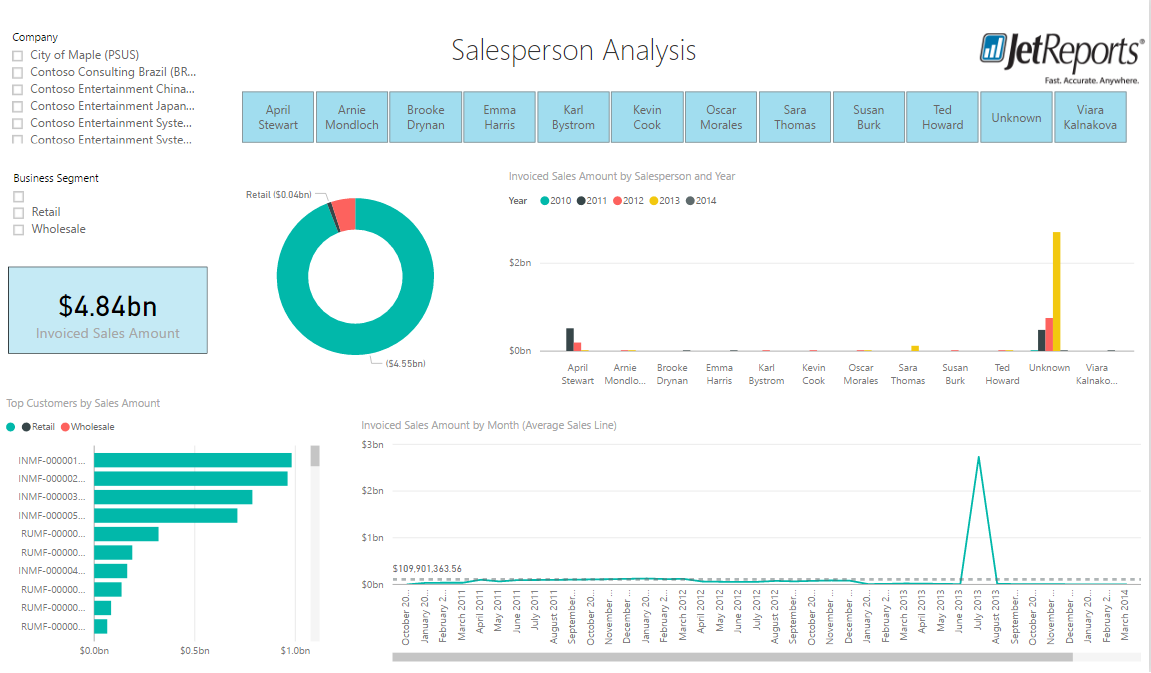 Company
City of Maple (PSUS)
Contoso Consulting Brazil (BR...
Contoso Entertainment China...
Contoso Entertainment Japan...
Contoso Entertainment Syste...
Contoso Entertainment Syste...
Salesperson Analysis
JetReports®
Fast. Accurate. Anywhere.
April Stewart
Arnie Mondloch
Brooke Drynan
Emma Harris
Karl Bystrom
Kevin Cook
Oscar Morales
Sara Thomas
Susan Burk
Ted Howard
Unknown
Viara Kalnakova
Business Segment
Retail
Wholesale
$4.84bn
Invoiced Sales Amount
Retail ($0.04bn)
($4.55bn)
Invoiced Sales Amount by Salesperson and Year
Year 2010 2011 2012 2013 2014
$2bn
$0bn
April Stewart
Arnie Mondlo...
Brooke Drynan
Emma Harris
Karl Bystrom
Kevin Cook
Oscar Morales
Sara Thomas
Susan Burk
Ted Howard
Unknown
Viara Kalnako...
Top Customers by Sales Amount
Retail Wholesale
INMF-000001...
INMF-000002...
INMF-000003...
INMF-000005...
RUMF-00000...
RUMF-00000...
INMF-000004...
RUMF-00000...
RUMF-00000...
RUMF-00000...
$0.0bn $0.5bn $1.0bn
Invoiced Sales Amount by Month (Average Sales Line)
$3bn
$2bn
$1bn
$109,901,363.56
$0bn
October 20...
January 20...
February 2...
March 2011
April 2011
May 2011
June 2011
July 2011
August 2011
September...
October 20...
November...
December...
January 20...
February 2...
March 2012
April 2012
May 2012
June 2012
July 2012
August 2012
September...
October 20...
November...
December...
January 20...
February 2...
March 2013
April 2013
May 2013
June 2013
July 2013
August 2013
September...
October 20...
November...
December ...
January 20...
February 2...
March 2014